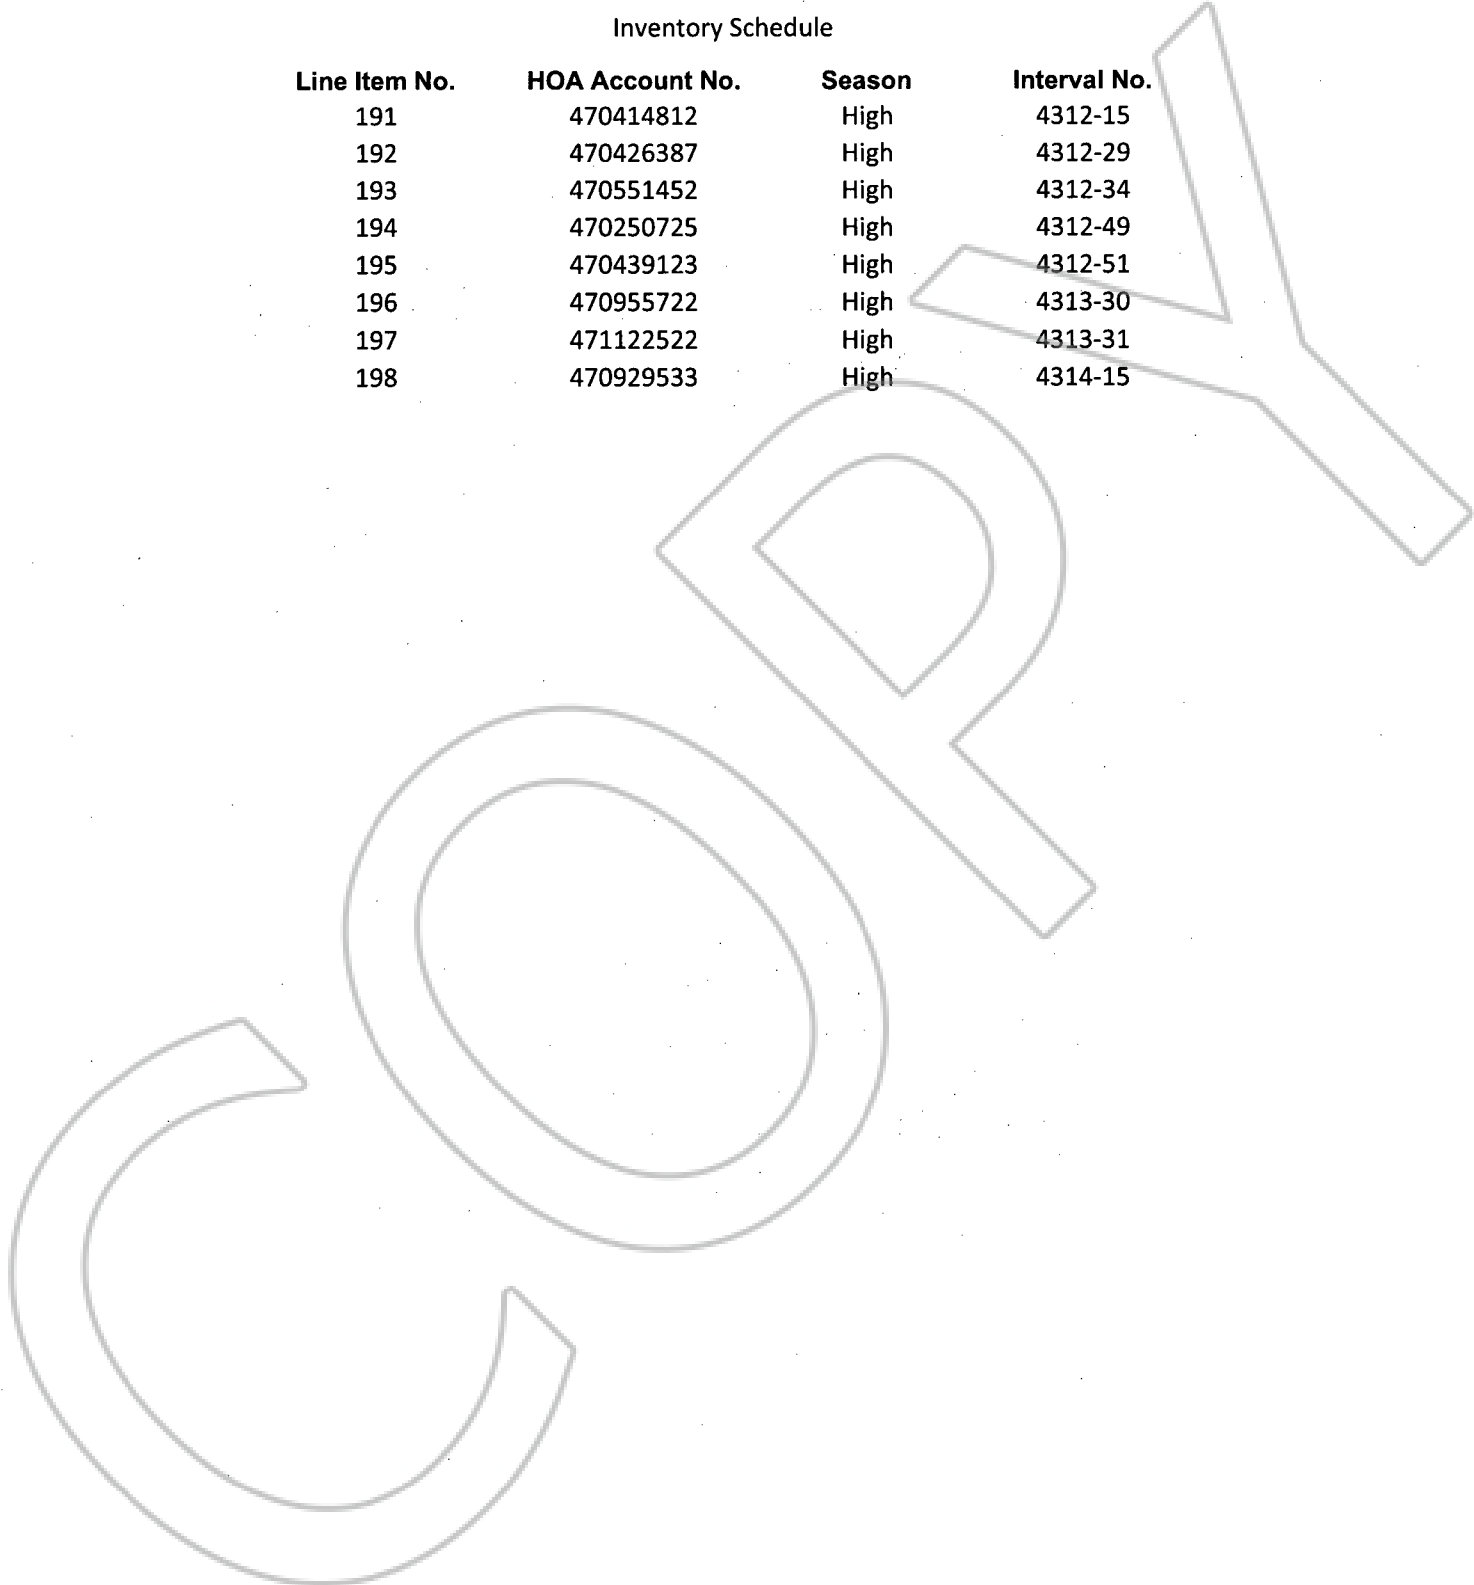 Inventory Schedule
Line Item No. HOA Account No. Season Interval No.
191 470414812 High 4312-15
192 470426387 High 4312-29
193 470551452 High 4312-34
194 470250725 High 4312-49
195 470439123 High 4312-51
196 470955722 High 4313-30
197 471122522 High 4313-31
198 470929533 High 4314-15
COPY